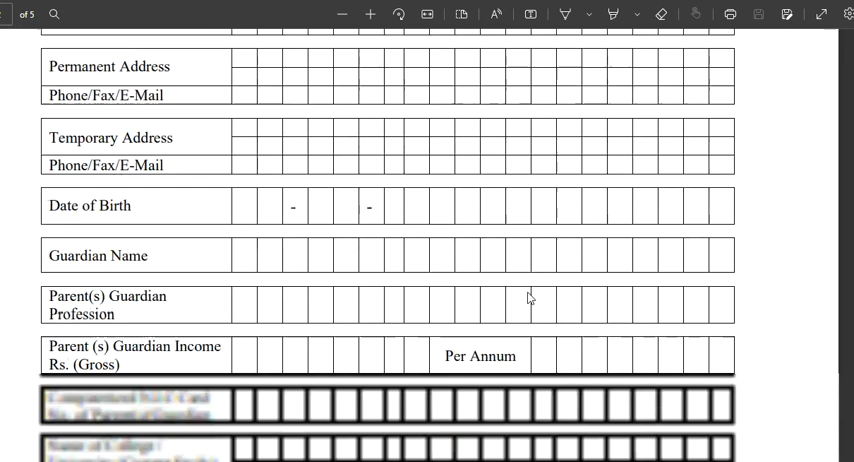 of 5
Permanent Address
Phone/Fax/E-Mail
Temporary Address
Phone/Fax/E-Mail
Date of Birth - -
Guardian Name
Parent(s) Guardian
Profession
Parent (s) Guardian Income
Rs. (Gross) Per Annum